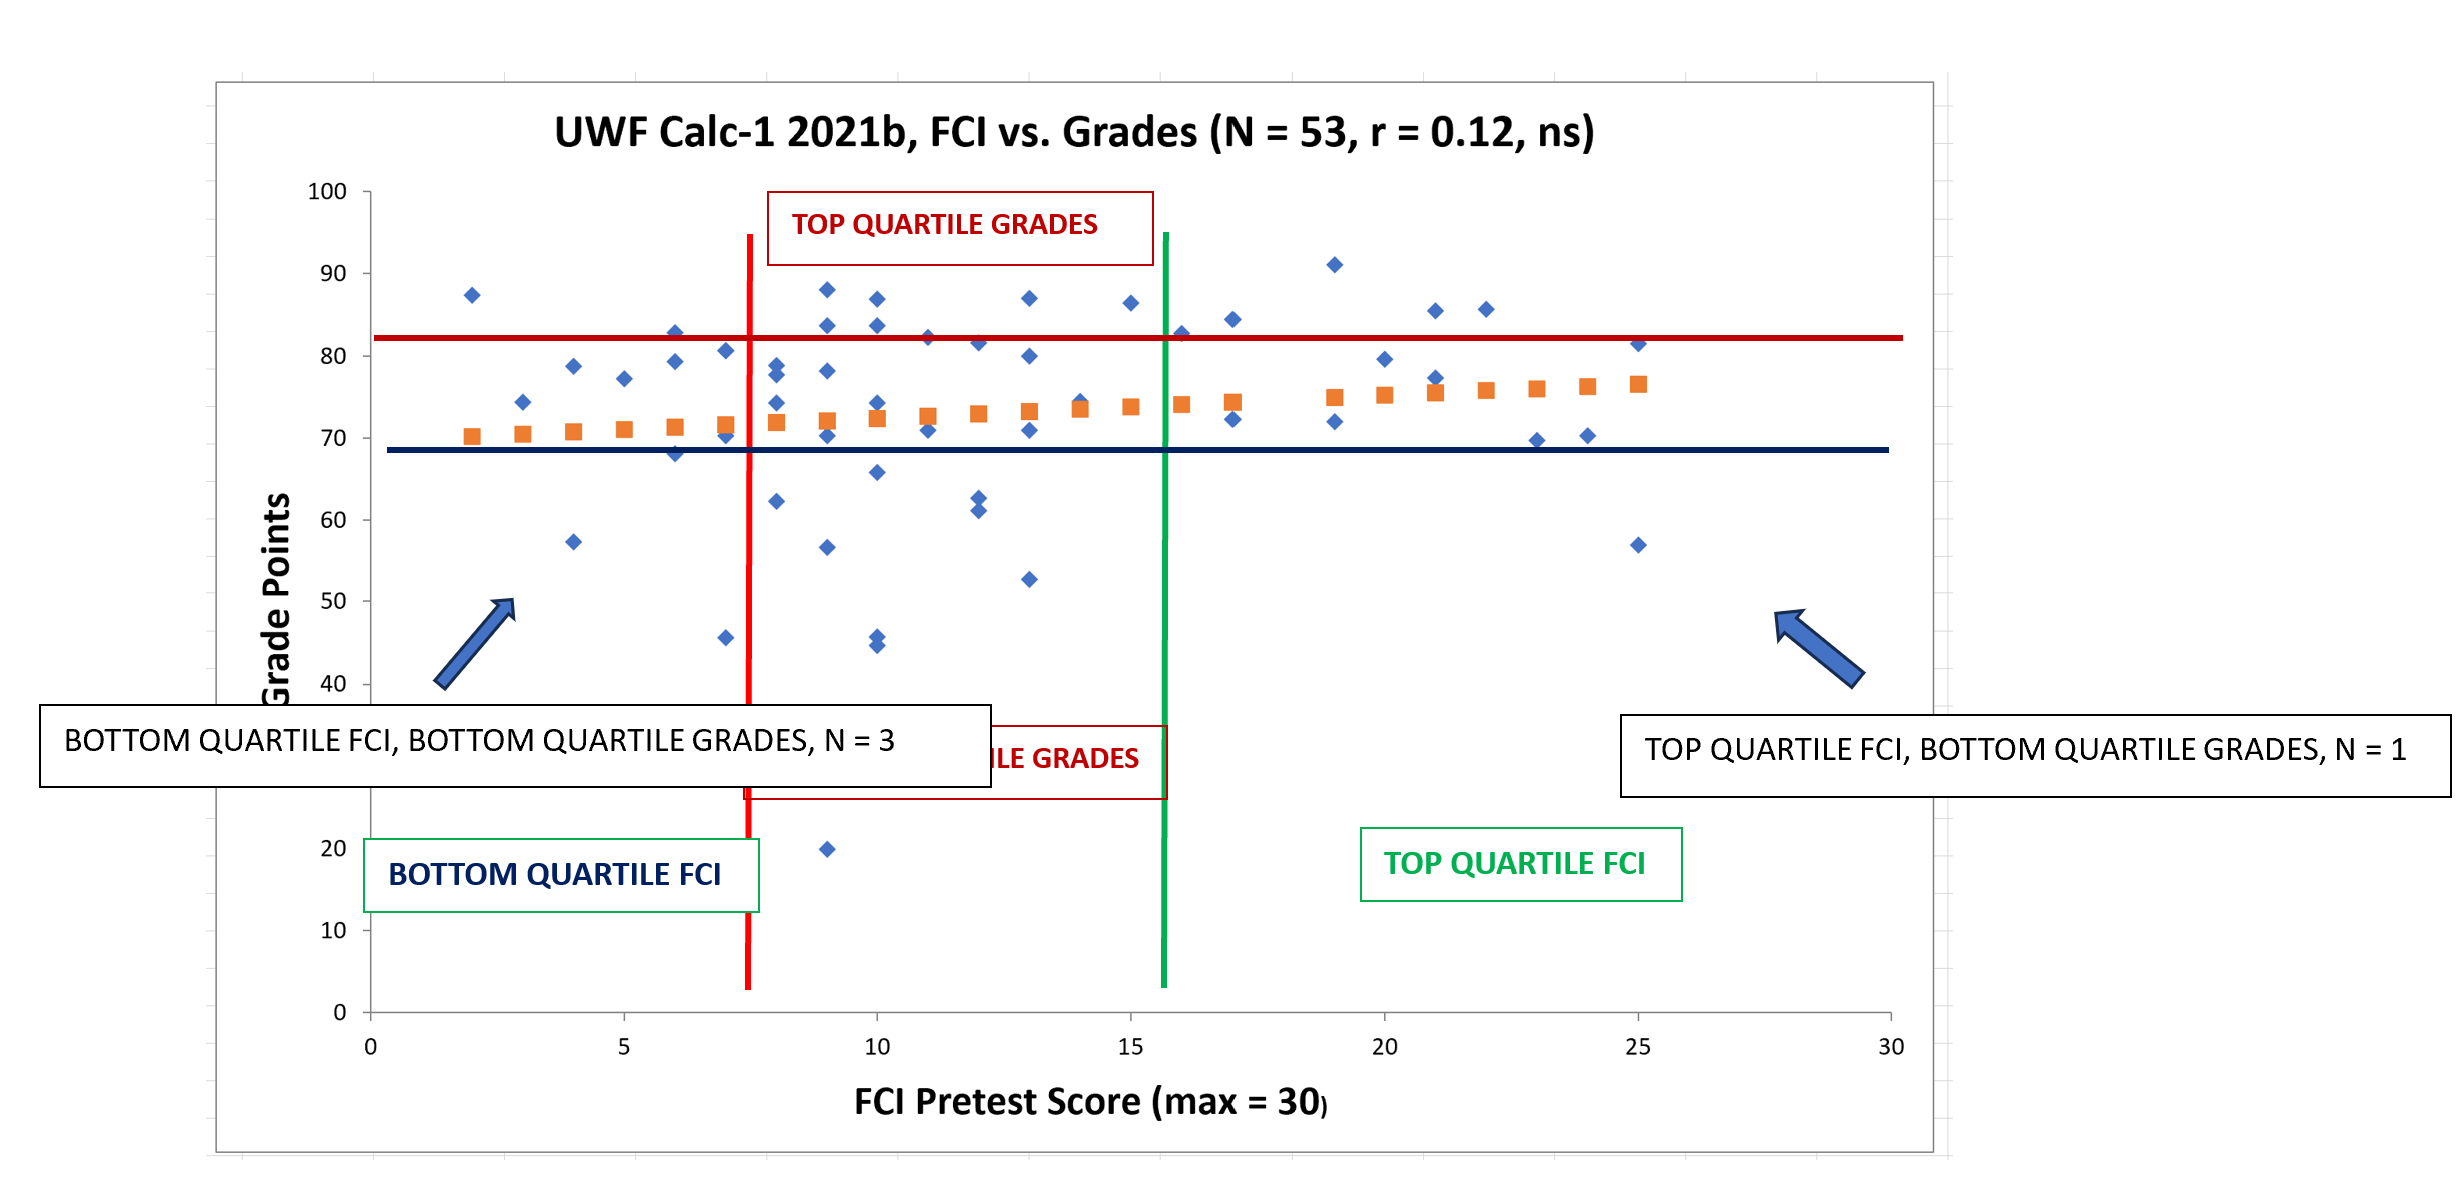 UWF Calc-1 2021b, FCI vs. Grades (N = 53, r = 0.12, ns)
100
TOP QUARTILE GRADES
90
80
70
60
50
40
Grade Points
BOTTOM QUARTILE FCI, BOTTOM QUARTILE GRADES, N = 3
GRADES
TOP QUARTILE FCI, BOTTOM QUARTILE GRADES, N = 1
20
BOTTOM QUARTILE FCI
TOP QUARTILE FCI
10
0
0 5 10 15 20 25 30
FCI Pretest Score (max = 30)